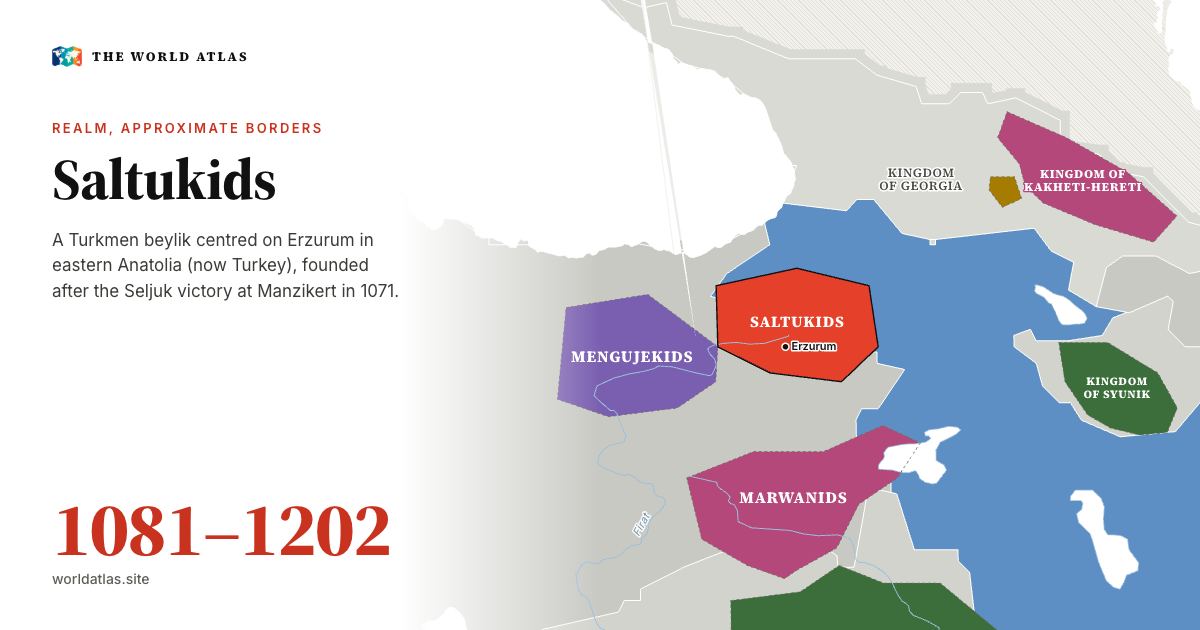 THE WORLD ATLAS
REALM, APPROXIMATE BORDERS
Saltukids
A Turkmen beylik centred on Erzurum in
eastern Anatolia (now Turkey), founded
after the Seljuk victory at Manzikert in 1071.
1081–1202
worldatlas.site
KINGDOM
OF GEORGIA
KINGDOM OF
KAKHETI-HERETI
SALTUKIDS
Erzurum
MENGUJEKIDS
KINGDOM
OF SYUNIK
MARWANIDS
Fırat